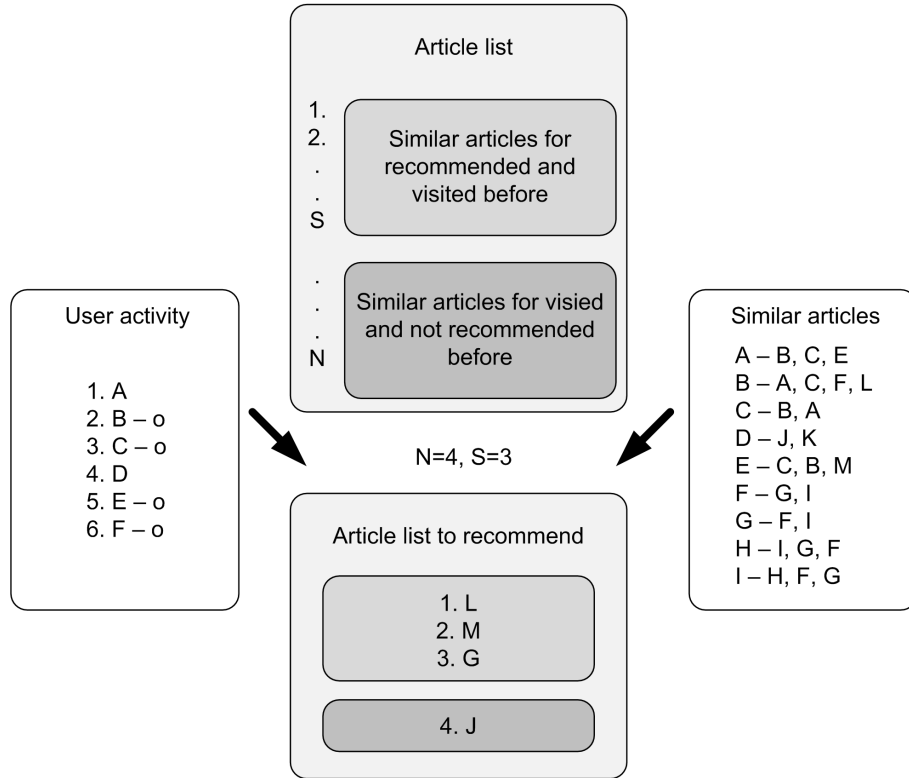 Article list
1.
2.
.
.
S
Similar articles for
recommended and
visited before
.
.
.
N
Similar articles for visied
and not recommended
before
User activity
1. A
2. B – o
3. C – o
4. D
5. E – o
6. F – o
Similar articles
A – B, C, E
B – A, C, F, L
C – B, A
D – J, K
E – C, B, M
F – G, I
G – F, I
H – I, G, F
I – H, F, G
N=4, S=3
Article list to recommend
1. L
2. M
3. G
4. J